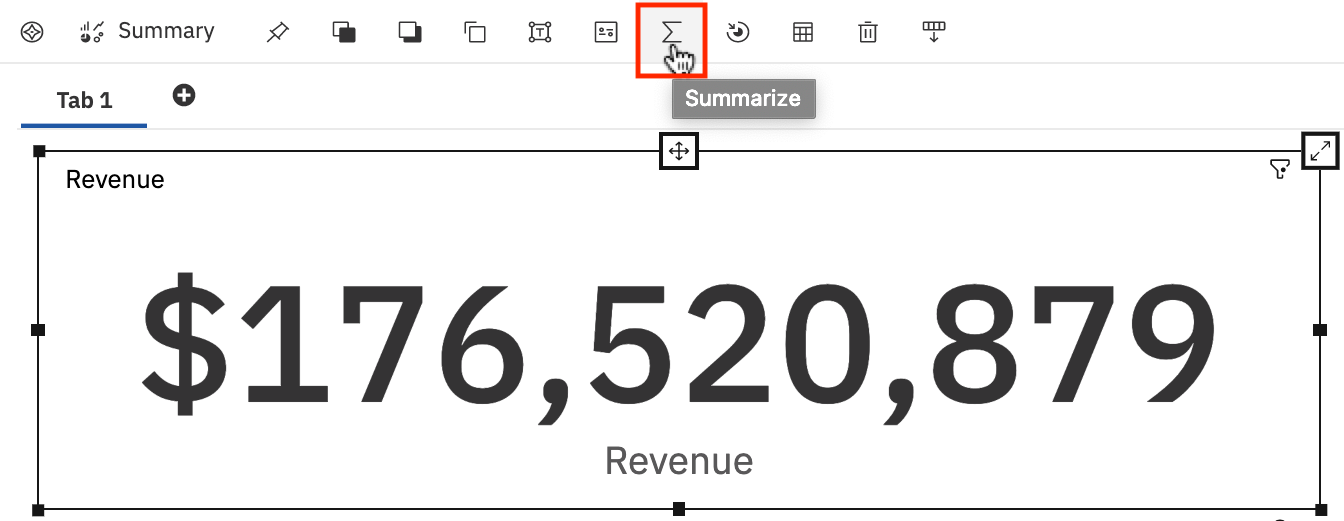 Summary
Summarize
Tab 1
Revenue
$176,520,879
Revenue